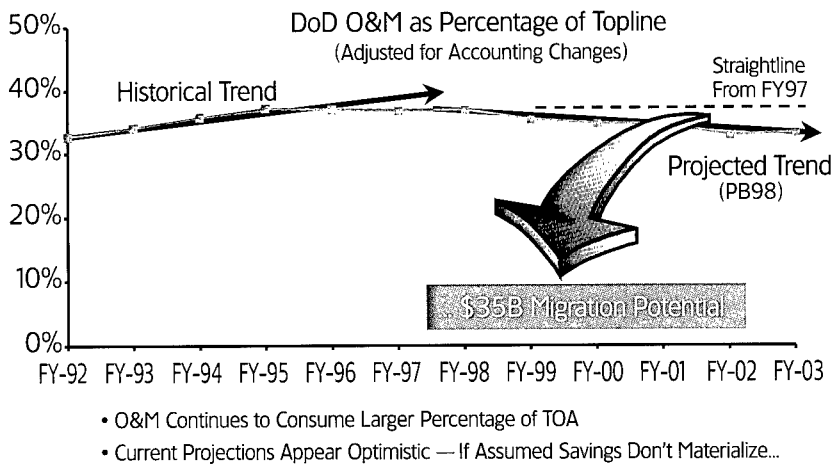 DoD O&M as Percentage of Topline
(Adjusted for Accounting Changes)
50%
40%
30%
20%
10%
0%
Historical Trend
Straightline
From FY97
Projected Trend
(PB98)
$35B Migration Potential
FY-92 FY-93 FY-94 FY-95 FY-96 FY-97 FY-98 FY-99 FY-00 FY-01 FY-02 FY-03
• O&M Continues to Consume Larger Percentage of TOA
• Current Projections Appear Optimistic — If Assumed Savings Don't Materialize...